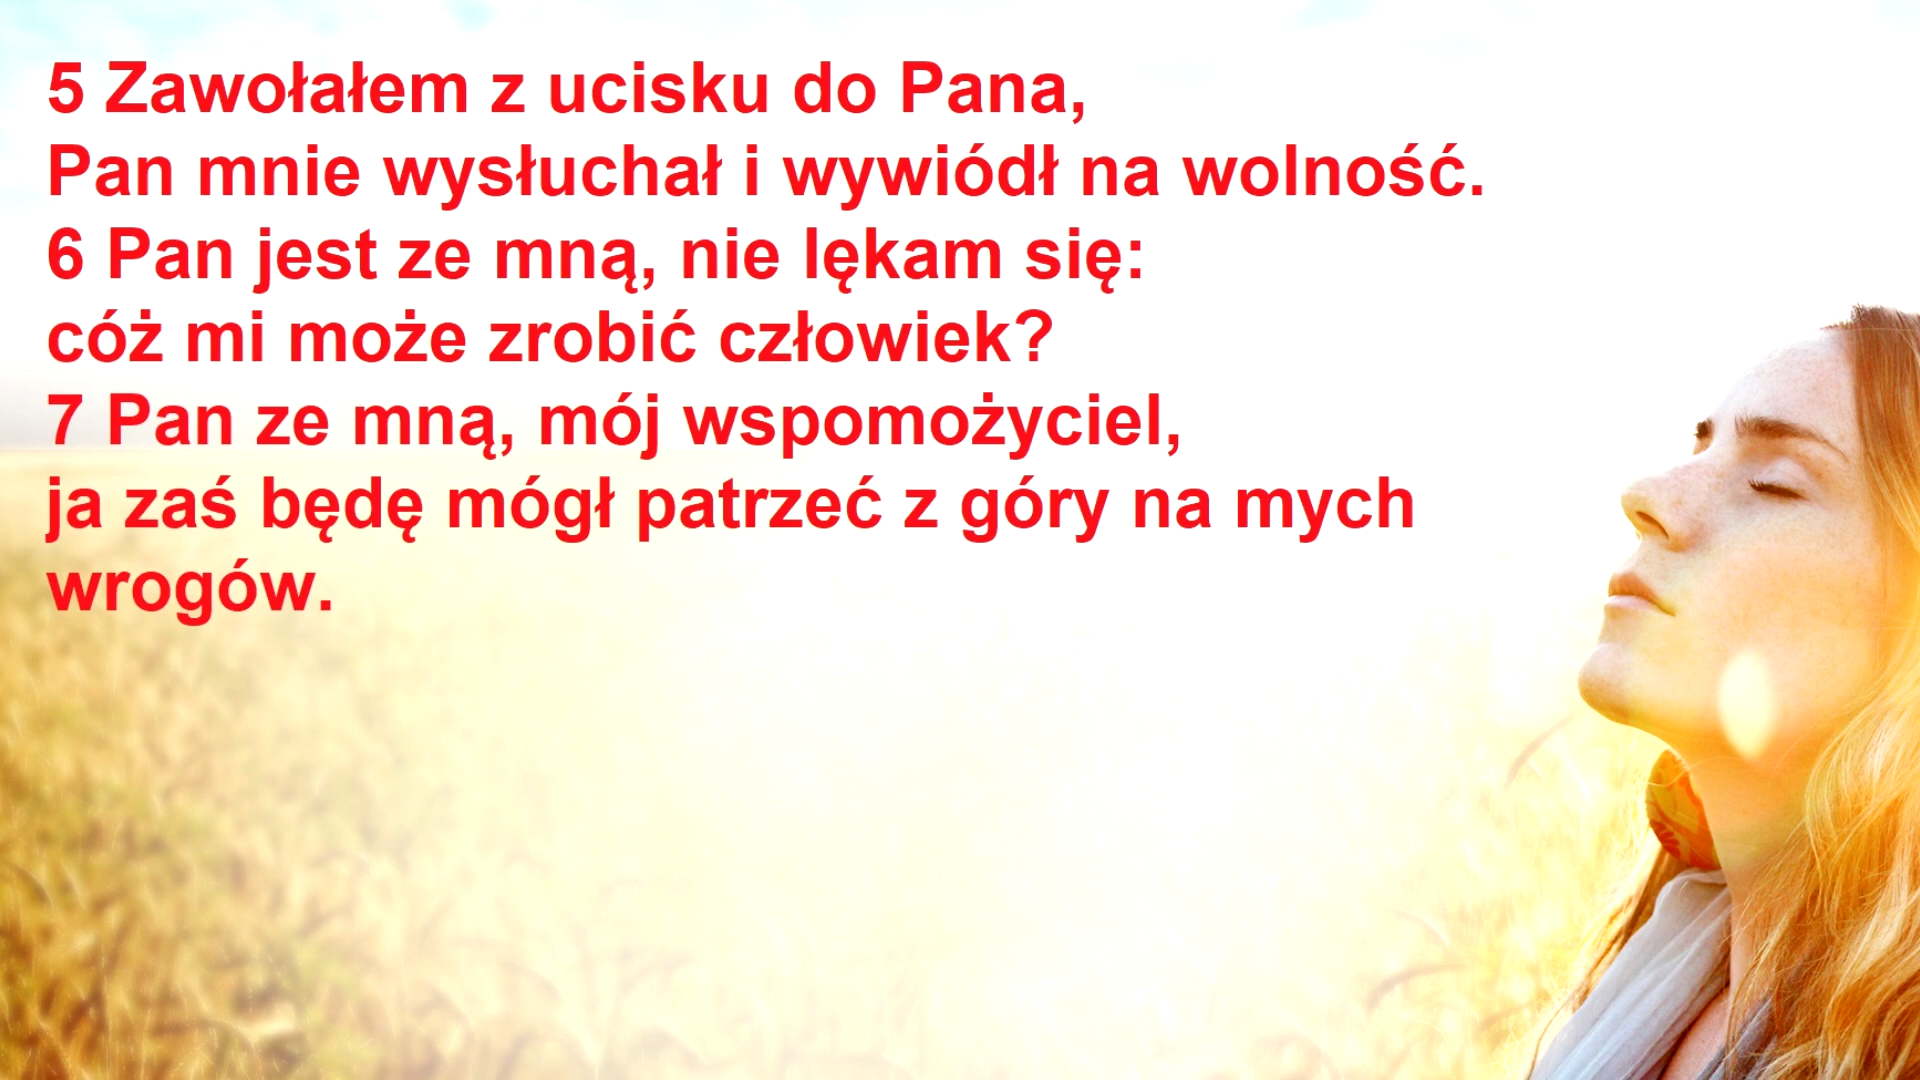 5 Zawołałem z ucisku do Pana,
Pan mnie wysłuchał i wywiódł na wolność.
6 Pan jest ze mną, nie lękam się:
cóż mi może zrobić człowiek?
7 Pan ze mną, mój wspomożyciel,
ja zaś będę mógł patrzeć z góry na mych
wrogów.